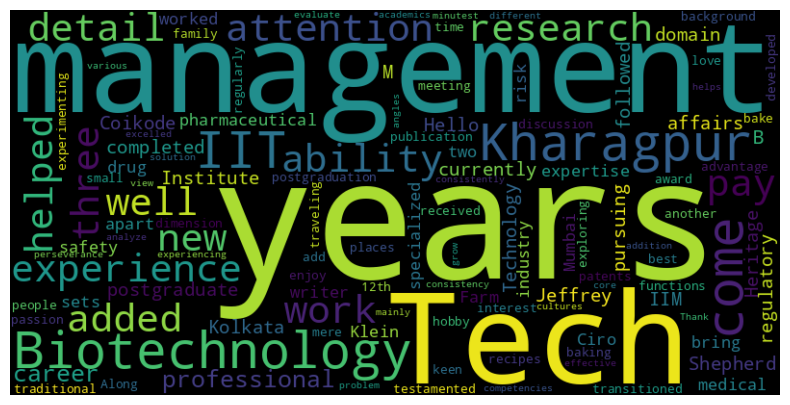 detail attention research worked background
family time domain
evaluate academics minutest different
management
various regularly M meeting risk followed love helps developed
experimenting Coikode pharmaceutical angles Hello discussion affairs bake
publication
helped three completed IIT ability two Kharagpur B
excelled solution drug currently expertise award advantage
small view Institute postgraduation consistently received another pay
well years
apart dimension traveling specialized Technology industry Mumbai exploring pursuing patents Heritage come regulatory
safety new places
perseverance analyze experiencing add grow addition best
experience postgraduate enjoy 12th consistency core functions
people sets writer work Farm Jeffrey IIM
passion added Kolkata mere Klein mainly Tech hobby interest cultures Ciro Thank bring
Biotechnology keen recipes baking Shepherd
career professional
traditional Along problem testamented competencies effective transitioned medical